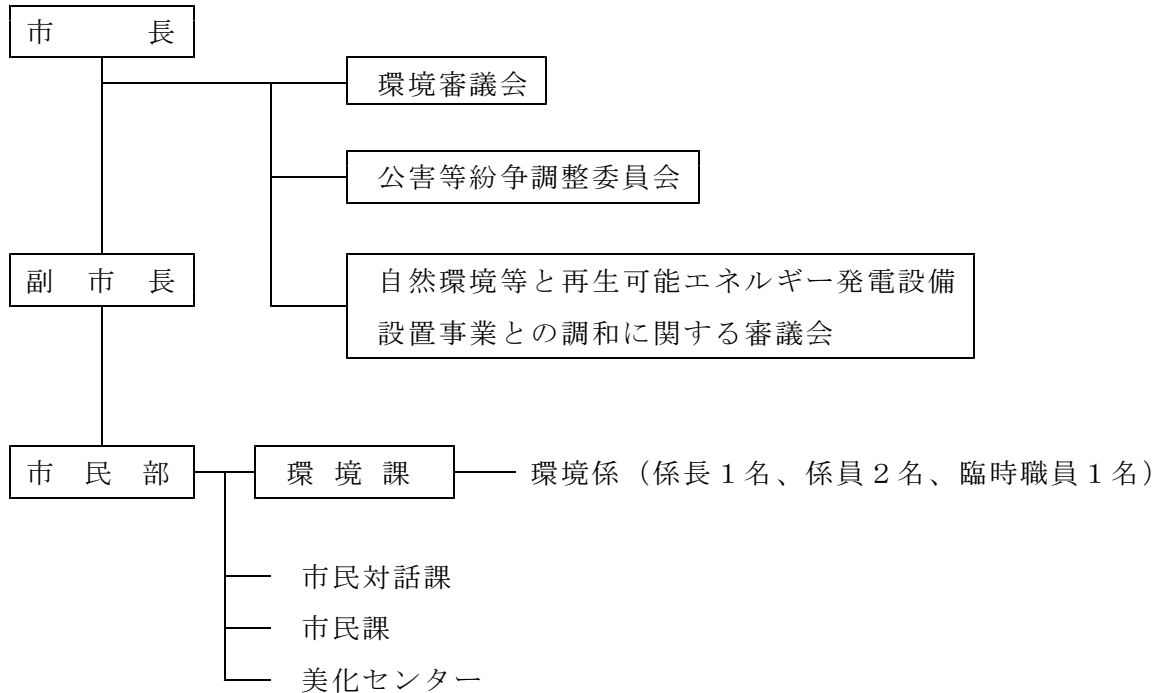 市長
環境審議会
公害等紛争調整委員会
副市長
自然環境等と再生可能エネルギー発電設備
設置事業との調和に関する審議会
市民部
環境課
環境係（係長１名、係員２名、臨時職員１名）
市民対話課
市民課
美化センター